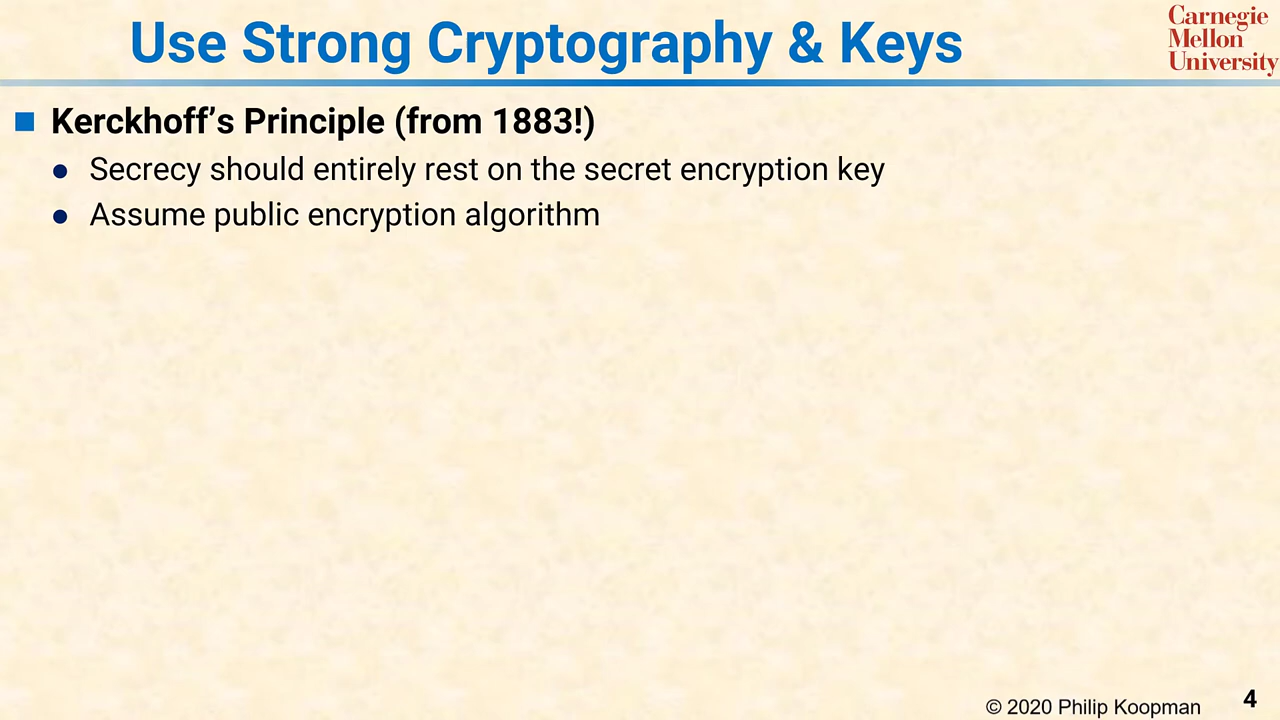 Use Strong Cryptography & Keys
Carnegie
Mellon
University
Kerckhoff’s Principle (from 1883!)
Secrecy should entirely rest on the secret encryption key
Assume public encryption algorithm
© 2020 Philip Koopman
4